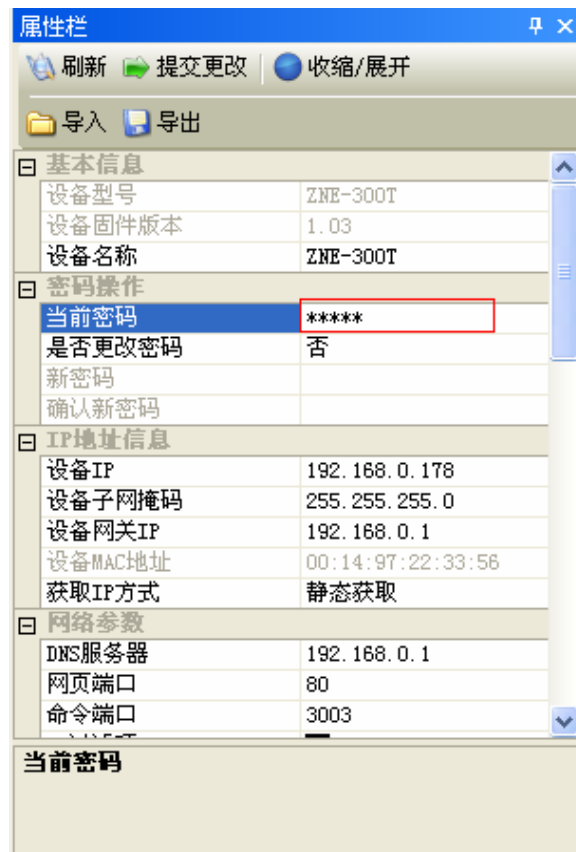 属性栏
刷新 提交更改 收缩/展开
导入 导出
基本信息
设备型号 ZNE-300T
设备固件版本 1.03
设备名称 ZNE-300T
密码操作
当前密码 *****
是否更改密码 否
新密码
确认新密码
IP地址信息
设备IP 192.168.0.178
设备子网掩码 255.255.255.0
设备网关IP 192.168.0.1
设备MAC地址 00:14:97:22:33:56
获取IP方式 静态获取
网络参数
DNS服务器 192.168.0.1
网页端口 80
命令端口 3003
当前密码